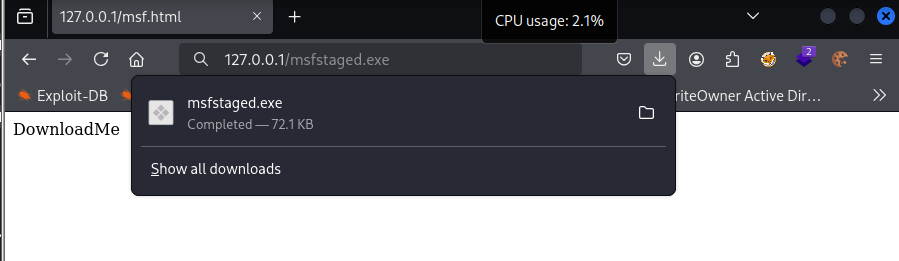 127.0.0.1/msf.html
CPU usage: 2.1%
127.0.0.1/msfstaged.exe
2
Exploit-DB
riteOwner Active Dir…
DownloadMe
msfstaged.exe
Completed — 72.1 KB
Show all downloads